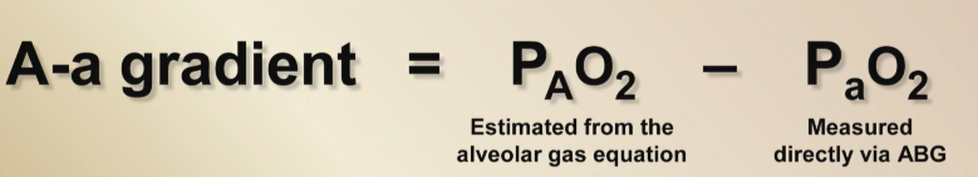 A-a gradient = PAO2 – PaO2
Estimated from the Measured
alveolar gas equation directly via ABG